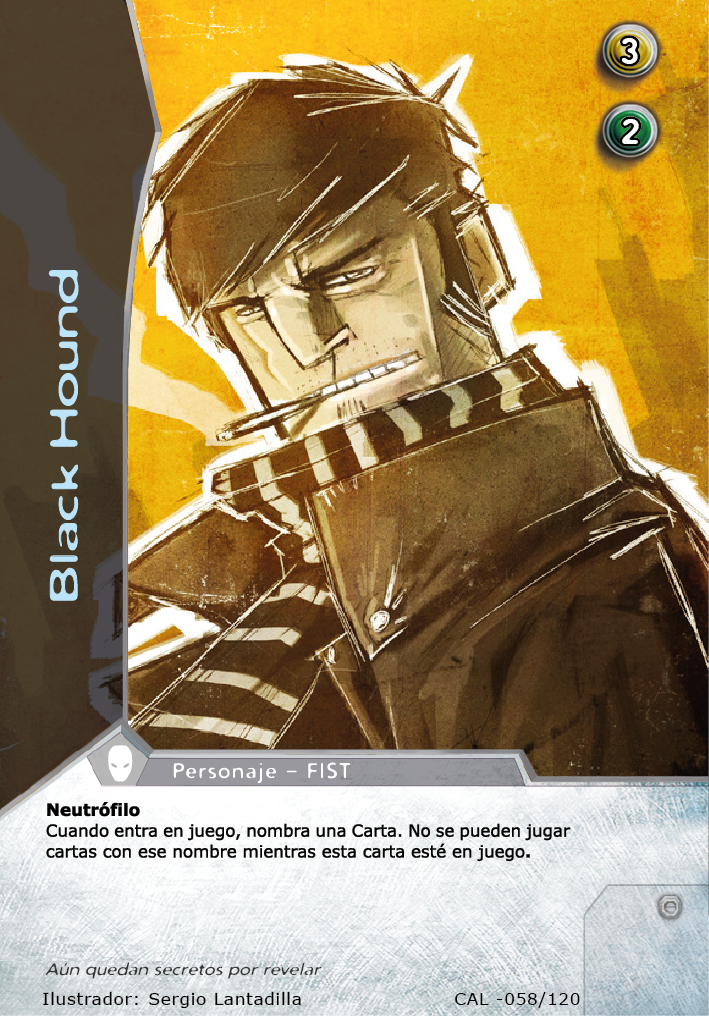 3
2
Black Hound
Personaje – FIST
Neutrófilo
Cuando entra en juego, nombra una Carta. No se pueden jugar
cartas con ese nombre mientras esta carta esté en juego.
Aún quedan secretos por revelar
Ilustrador: Sergio Lantadilla
CAL -058/120